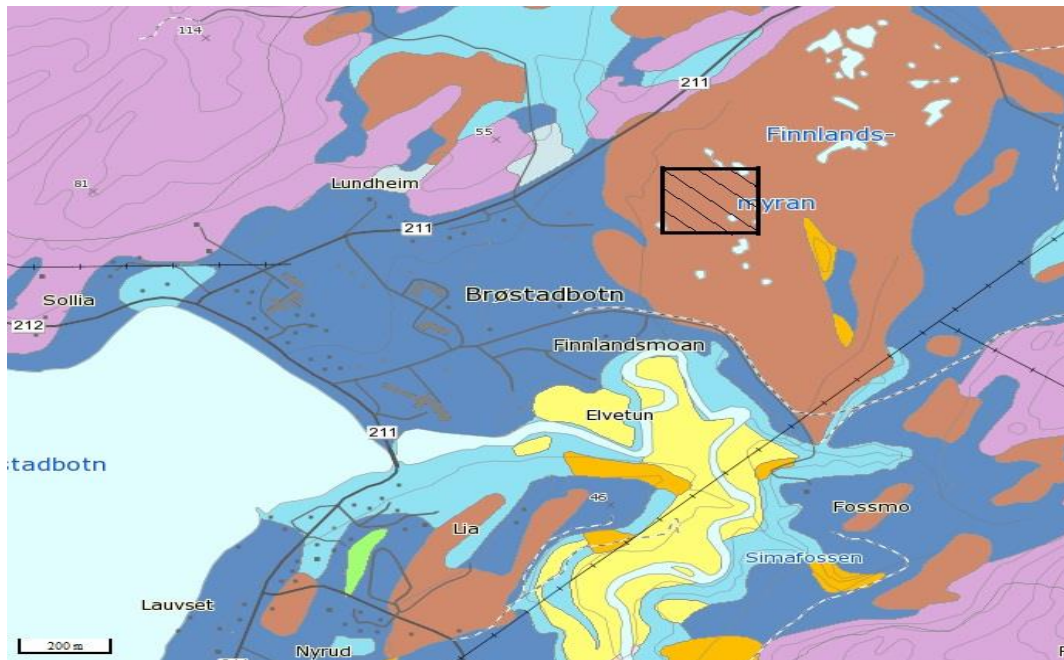 114
211
Finnlands-
55
Lundheim
81
myran
211
Sollia
Brøstadbotn
212
Finnlandsmoan
Elvetun
211
stadbotn
46
Lia
Fossmo
Simafossen
Lauvset
200 m
Nyrud